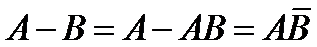 A − B = A − AB = AB̅